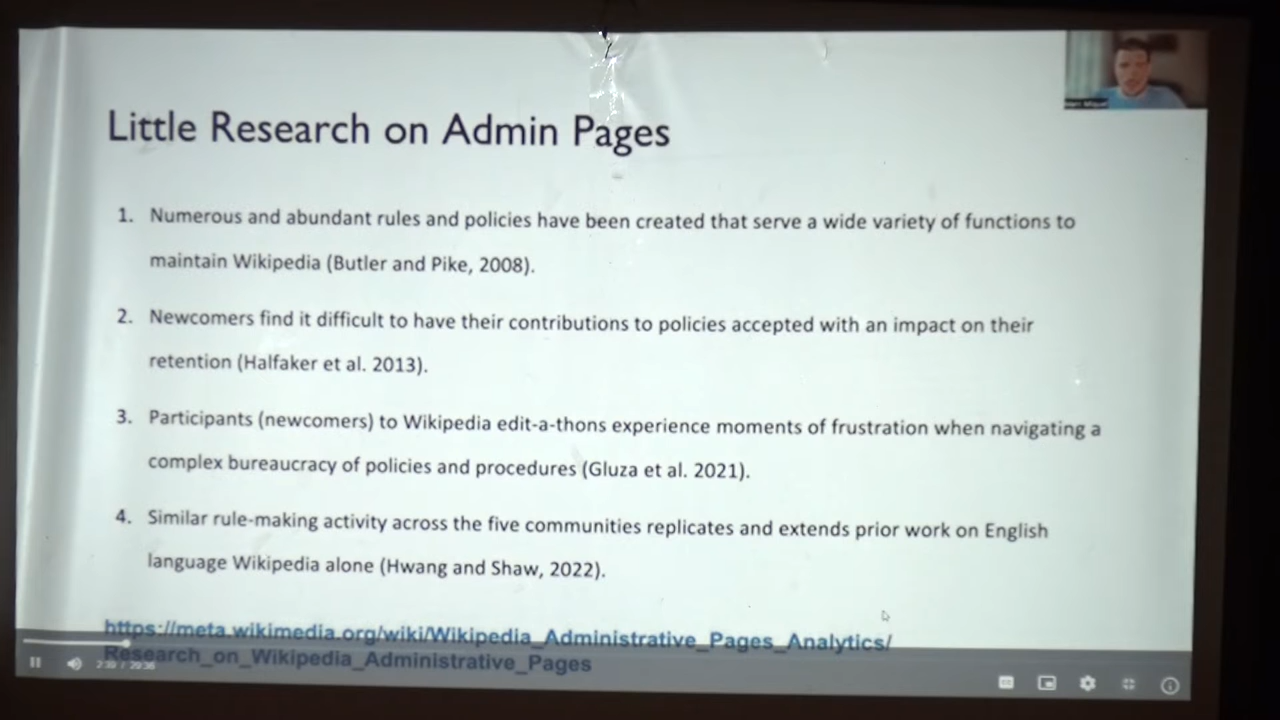 Little Research on Admin Pages
1. Numerous and abundant rules and policies have been created that serve a wide variety of functions to
maintain Wikipedia (Butler and Pike, 2008).
2. Newcomers find it difficult to have their contributions to policies accepted with an impact on their
retention (Halfaker et al. 2013).
3. Participants (newcomers) to Wikipedia edit-a-thons experience moments of frustration when navigating a
complex bureaucracy of policies and procedures (Gluza et al. 2021).
4. Similar rule-making activity across the five communities replicates and extends prior work on English
language Wikipedia alone (Hwang and Shaw, 2022).
https://meta.wikimedia.org/wiki/Wikipedia_Administrative_Pages_Analytics/
Research_on_Wikipedia_Administrative_Pages